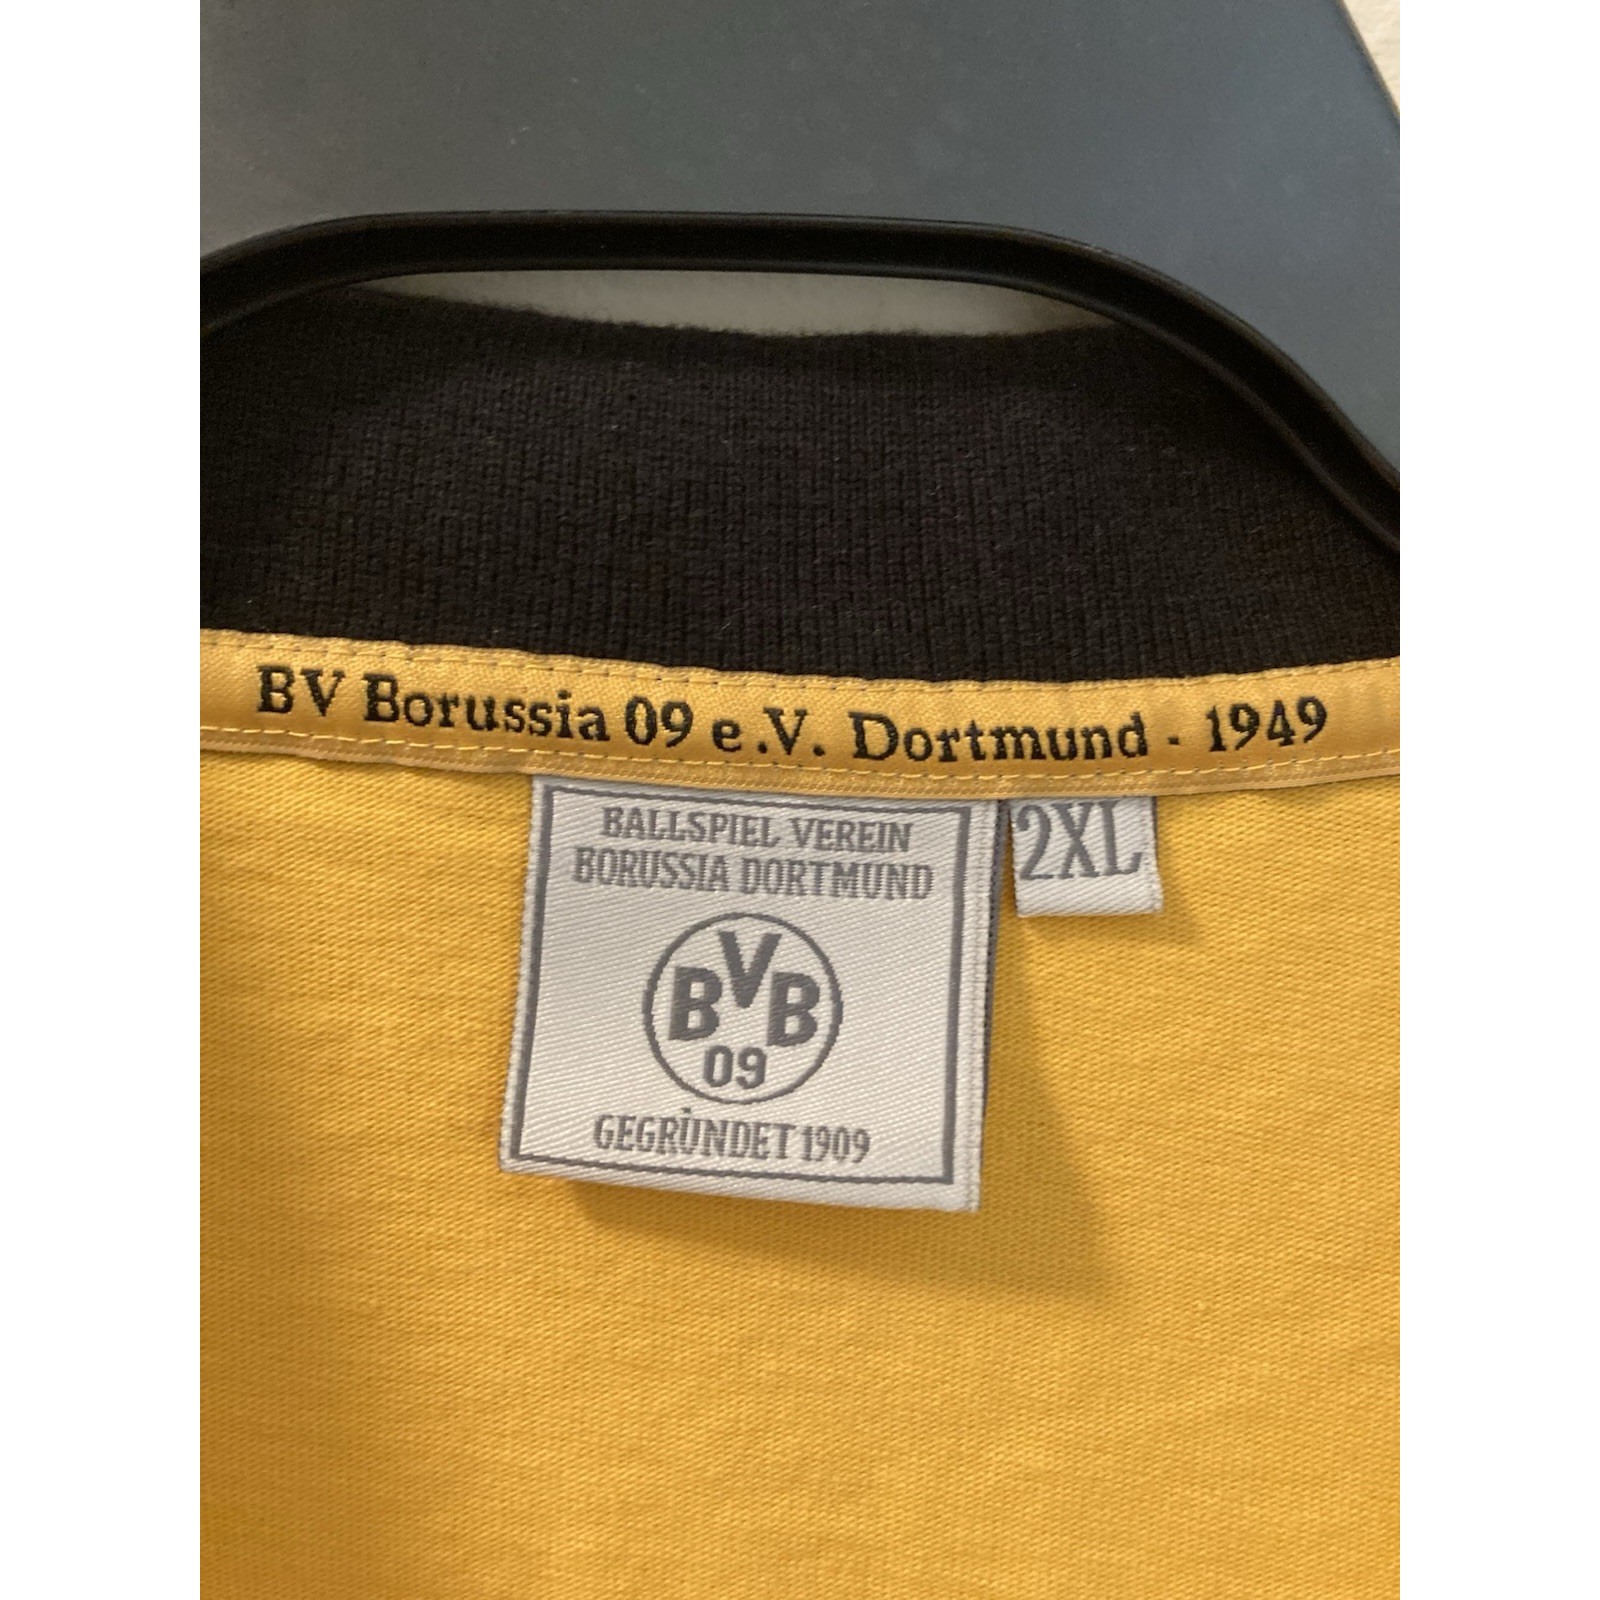 BV Borussia 09 e.V. Dortmund - 1949
BALLSPIEL VEREIN
BORUSSIA DORTMUND
BVB
09
GEGRÜNDET 1909
2XL